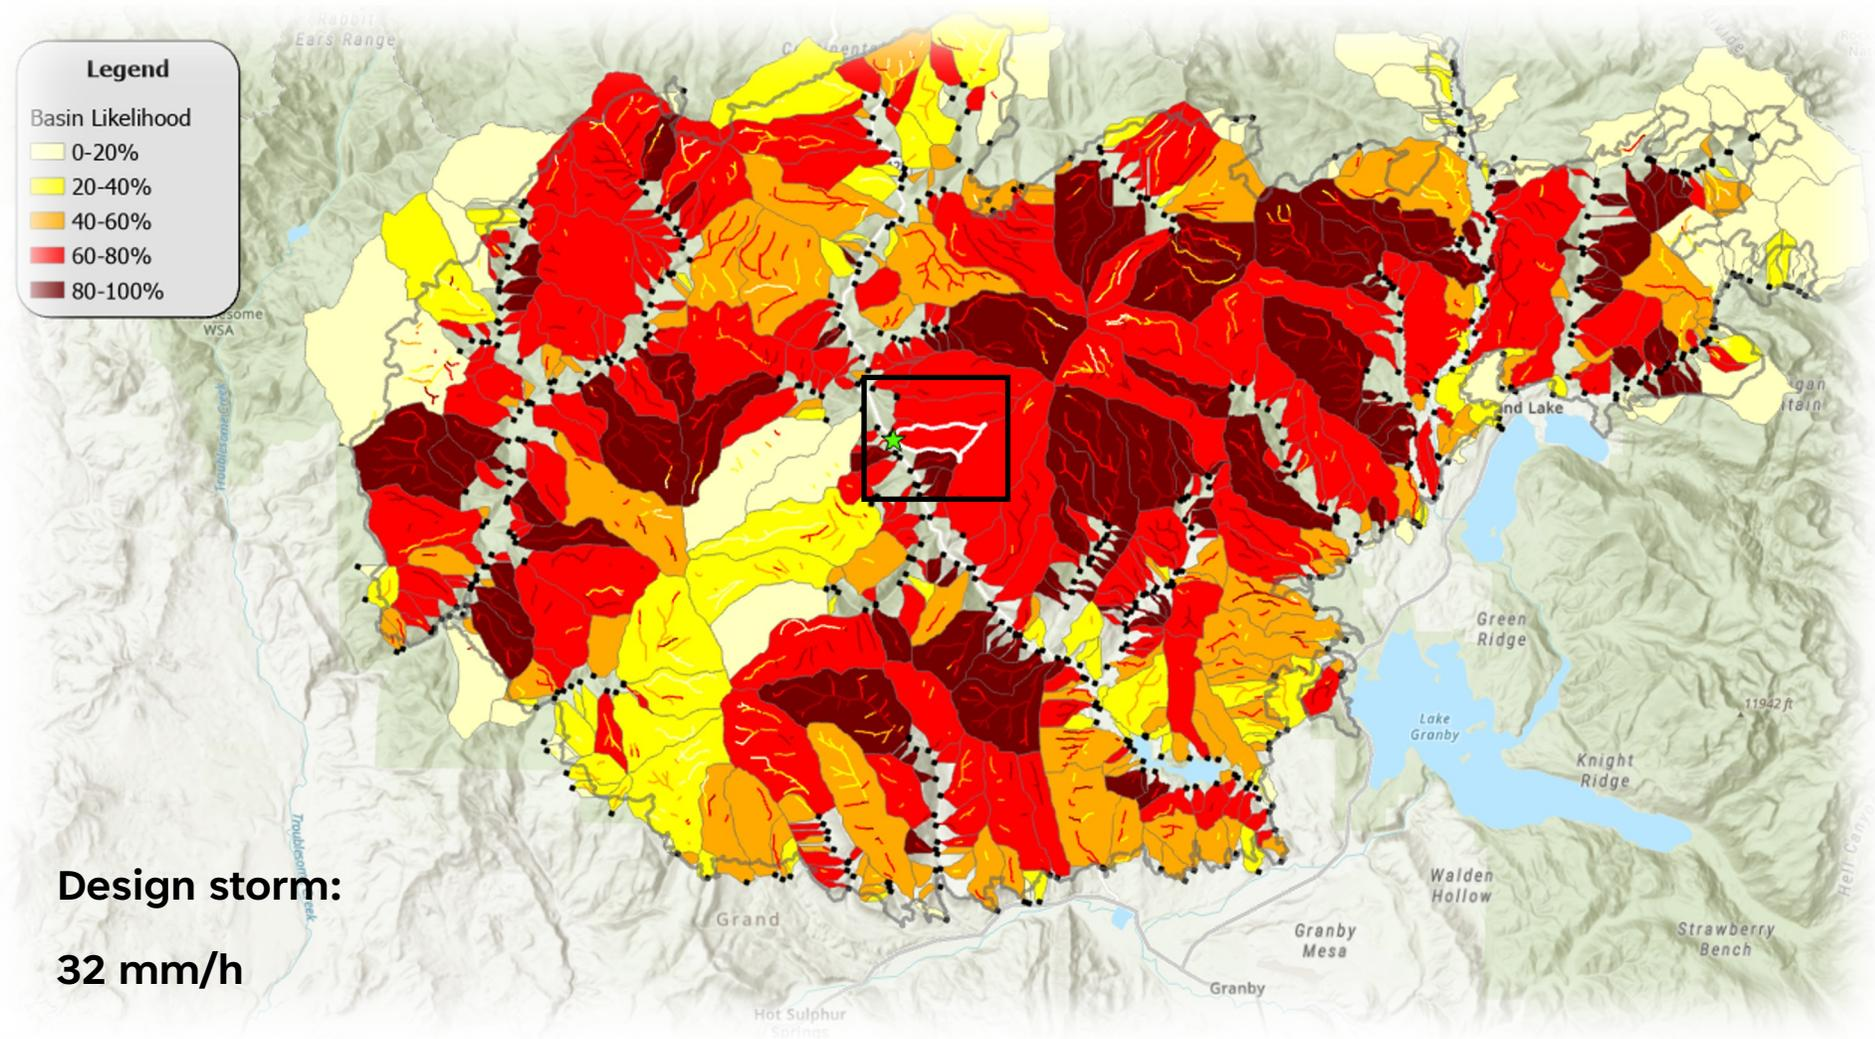 Rabbit
Ears Range
Legend
Basin Likelihood
0-20%
20-40%
40-60%
60-80%
80-100%
WSA
nd Lake
Green
Ridge
11942 ft
Lake
Granby
Knight
Ridge
Design storm:
32 mm/h
Walden
Hollow
Grand
Granby
Mesa
Strawberry
Bench
Granby
Hot Sulphur
Springs